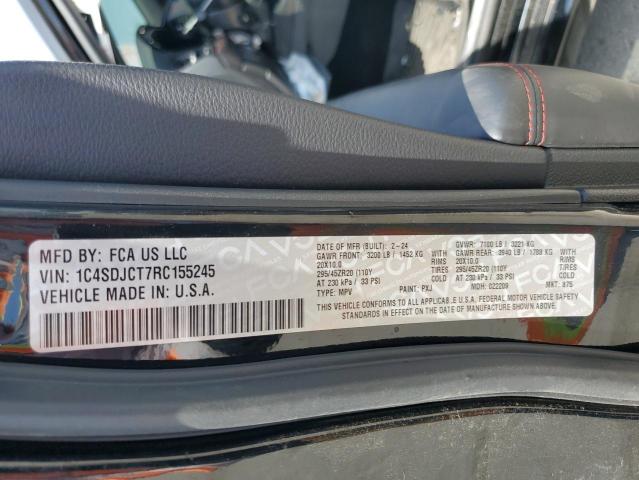 MFD BY: FCA US LLC
VIN: 1C4SDJCT7RC155245
VEHICLE MADE IN: U.S.A.
DATE OF MFR (BUILT): 2-24 GVWR: 7100 LB / 3221 KG
GAWR FRONT: 3200 LB / 1452 KG GAWR REAR: 3940 LB / 1788 KG
20X10.0 RIMS 20X10.0 RIMS
295/45ZR20 (110Y TIRES 295/45ZR20 (110Y TIRES
AT 230 kPa / 33 PSI COLD AT 230 kPa / 33 PSI COLD
TYPE: MPV PAINT: PXJ MDH: 022209 MKT: 875
THIS VEHICLE CONFORMS TO ALL APPLICABLE U.S.A. FEDERAL MOTOR VEHICLE SAFETY
STANDARDS IN EFFECT ON THE DATE OF MANUFACTURE SHOWN ABOVE.